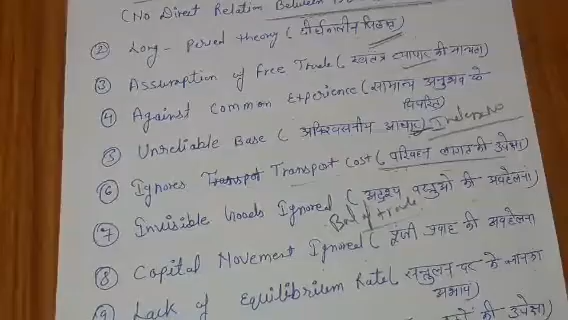 (No Direct Relation Between
② Long-Period theory (दीर्घकालीन सिद्धांत)
③ Assumption of Free Trade (स्वतंत्र व्यापार की मान्यता)
④ Against Common Experience (सामान्य अनुभव के
विपरीत)
⑤ Unreliable Base (अविश्वसनीय आधार)
⑥ Ignores Transport Cost (परिवहन लागत की उपेक्षा)
⑦ Invisible Goods Ignored (अदृश्य वस्तुओं की अवहेलना)
Bal of trade
⑧ Capital Movement Ignored (पूंजी प्रवाह की अवहेलना
⑨ Lack of Equilibrium Rate (सन्तुलन दर के
अभाव)
की उपेक्षा)